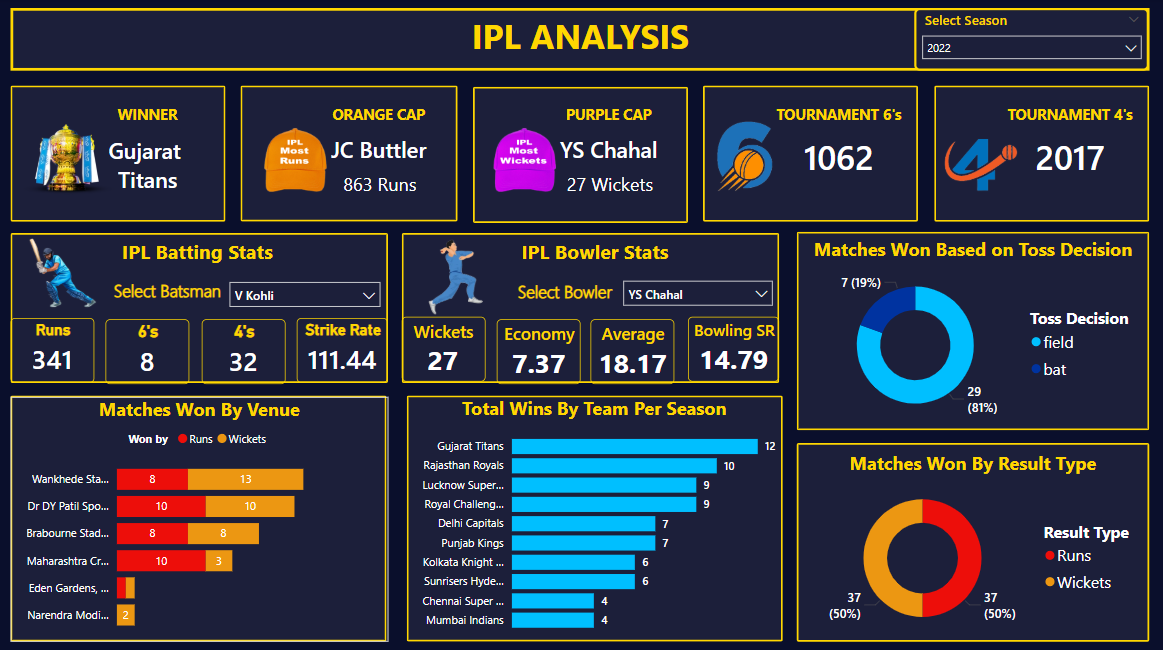 IPL ANALYSIS
Select Season
2022
WINNER
Gujarat
Titans
ORANGE CAP
IPL
Most
Runs
JC Buttler
863 Runs
PURPLE CAP
IPL
Most
Wickets
YS Chahal
27 Wickets
TOURNAMENT 6's
6
1062
TOURNAMENT 4's
4
2017
IPL Batting Stats
Select Batsman
V Kohli
Runs
341
6's
8
4's
32
Strike Rate
111.44
IPL Bowler Stats
Select Bowler
YS Chahal
Wickets
27
Economy
7.37
Average
18.17
Bowling SR
14.79
Matches Won Based on Toss Decision
7 (19%)
29
(81%)
Toss Decision
field
bat
Matches Won By Venue
Won by Runs Wickets
Wankhede Sta... 8 13
Dr DY Patil Spo... 10 10
Brabourne Stad... 8 8
Maharashtra Cr... 10 3
Eden Gardens, ...
Narendra Modi... 2
Total Wins By Team Per Season
Gujarat Titans 12
Rajasthan Royals 10
Lucknow Super... 9
Royal Challeng... 9
Delhi Capitals 7
Punjab Kings 7
Kolkata Knight ... 6
Sunrisers Hyde... 6
Chennai Super ... 4
Mumbai Indians 4
Matches Won By Result Type
37
(50%)
37
(50%)
Result Type
Runs
Wickets